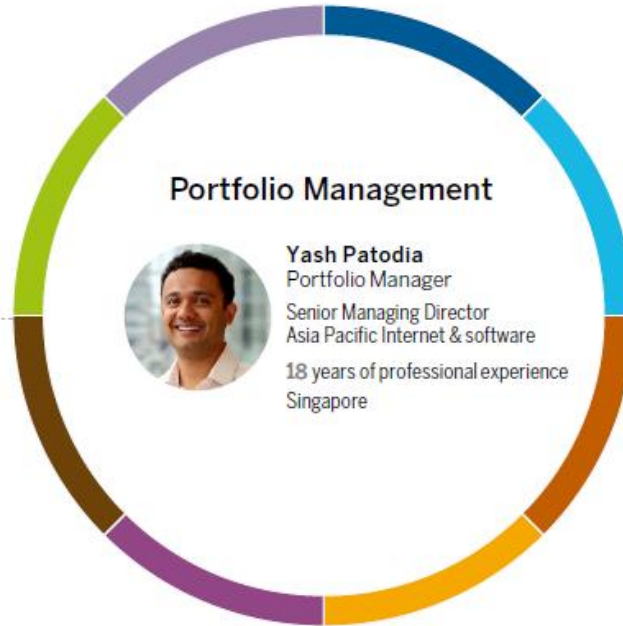 Portfolio Management
Yash Patodia
Portfolio Manager
Senior Managing Director
Asia Pacific Internet & software
18 years of professional experience
Singapore